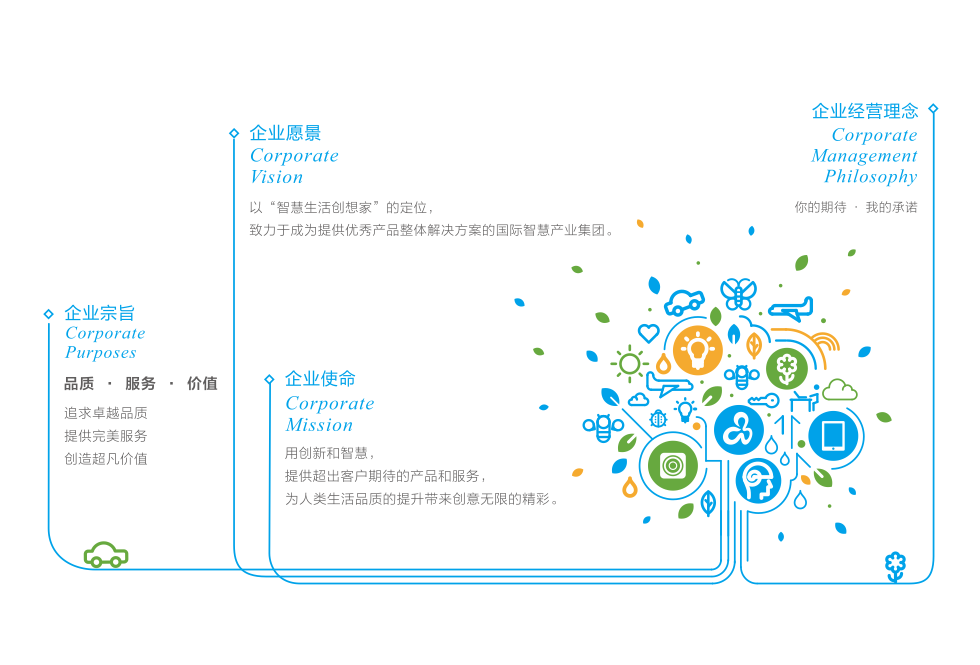 企业宗旨
Corporate
Purposes
品质 · 服务 · 价值
追求卓越品质
提供完美服务
创造超凡价值
企业愿景
Corporate
Vision
以“智慧生活创想家”的定位，
致力于成为提供优秀产品整体解决方案的国际智慧产业集团。
企业使命
Corporate
Mission
用创新和智慧，
提供超出客户期待的产品和服务，
为人类生活品质的提升带来创意无限的精彩。
企业经营理念
Corporate
Management
Philosophy
你的期待 · 我的承诺